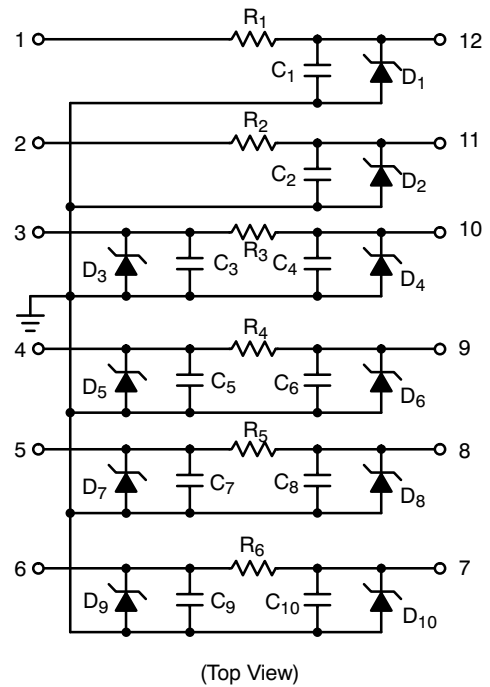 R1
1 12
C1 D1
R2
2 11
C2 D2
3 10
R3
D3 C3 C4 D4
R4
4 9
D5 C5 C6 D6
R5
5 8
D7 C7 C8 D8
R6
6 7
D9 C9 C10 D10
(Top View)